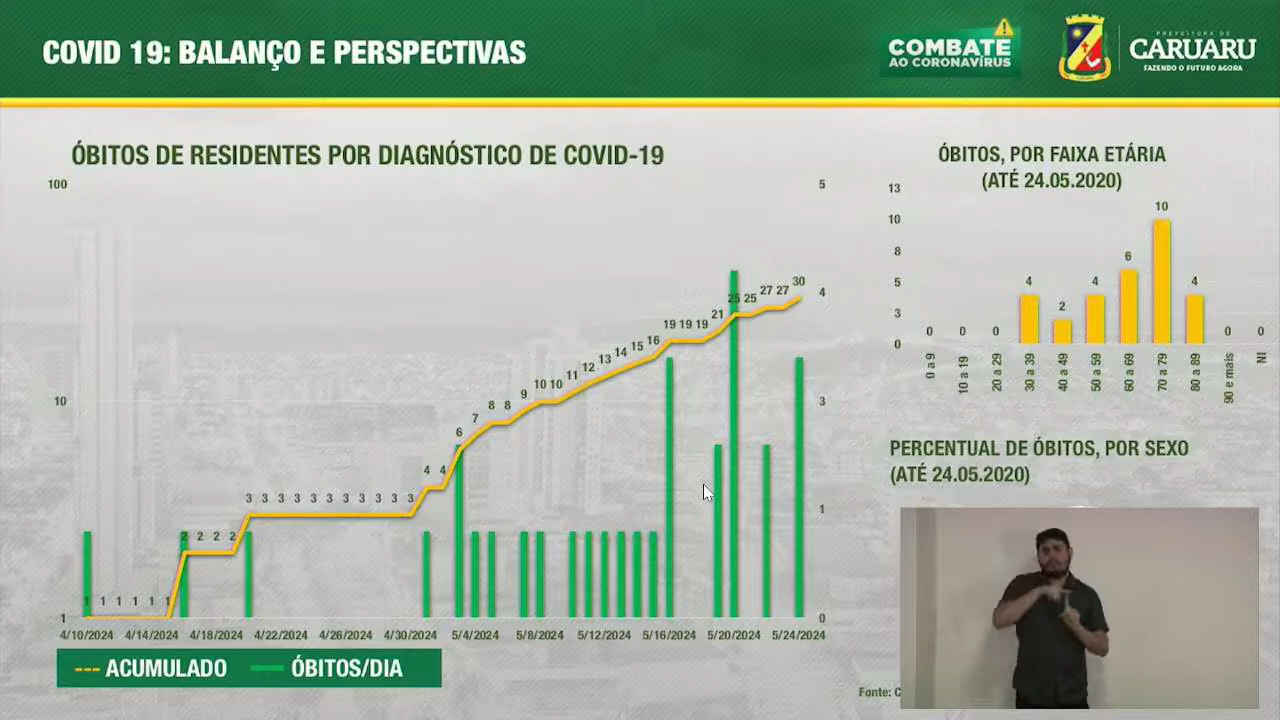 COVID 19: BALANÇO E PERSPECTIVAS
COMBATE
AO CORONAVÍRUS
PREFEITURA DE
CARUARU
FAZENDO O FUTURO AGORA
ÓBITOS DE RESIDENTES POR DIAGNÓSTICO DE COVID-19
100
10
1
5
4
3
1
0
1 1 1 1 1 1 2 2 2 2 3 3 3 3 3 3 3 3 3 3 3 4 4 6 7 8 8 9 10 10 11 12 13 14 15 16 19 19 19 21 25 25 27 27 30
4/10/2024 4/14/2024 4/18/2024 4/22/2024 4/26/2024 4/30/2024 5/4/2024 5/8/2024 5/12/2024 5/16/2024 5/20/2024 5/24/2024
ACUMULADO ÓBITOS/DIA
ÓBITOS, POR FAIXA ETÁRIA
(ATÉ 24.05.2020)
13
10
8
5
3
0
0 0 0 4 2 4 6 10 4 0 0
0 a 9
10 a 19
20 a 29
30 a 39
40 a 49
50 a 59
60 a 69
70 a 79
80 a 89
90 e mais
NI
PERCENTUAL DE ÓBITOS, POR SEXO
(ATÉ 24.05.2020)
Fonte: